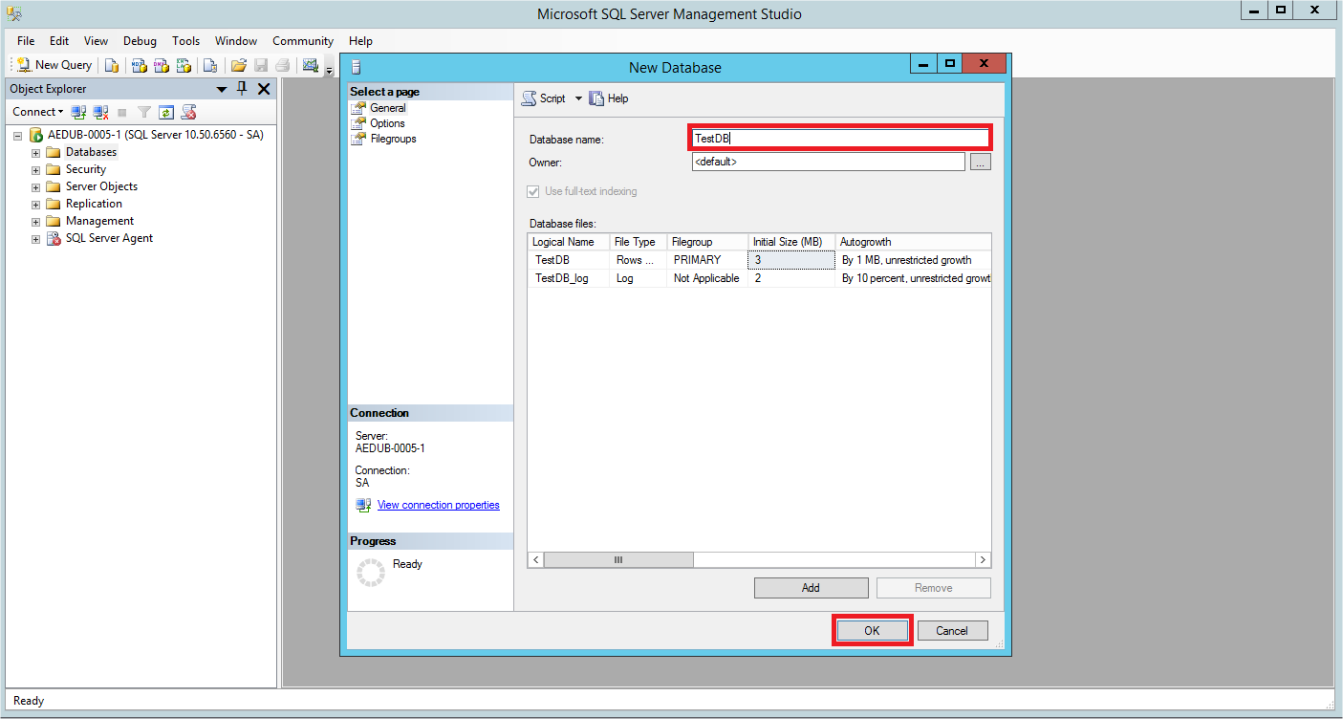 Microsoft SQL Server Management Studio
File Edit View Debug Tools Window Community Help
New Query
Object Explorer
Connect
AEDUB-0005-1 (SQL Server 10.50.6560 - SA)
Databases
Security
Server Objects
Replication
Management
SQL Server Agent
New Database
Select a page
General
Options
Filegroups
Script Help
Database name: TestDB
Owner: <default> ...
Use full-text indexing
Database files:
Logical Name File Type Filegroup Initial Size (MB) Autogrowth
TestDB Rows ... PRIMARY 3 By 1 MB, unrestricted growth
TestDB_log Log Not Applicable 2 By 10 percent, unrestricted growt
Connection
Server:
AEDUB-0005-1
Connection:
SA
View connection properties
Progress
Ready
Add Remove
OK Cancel
Ready